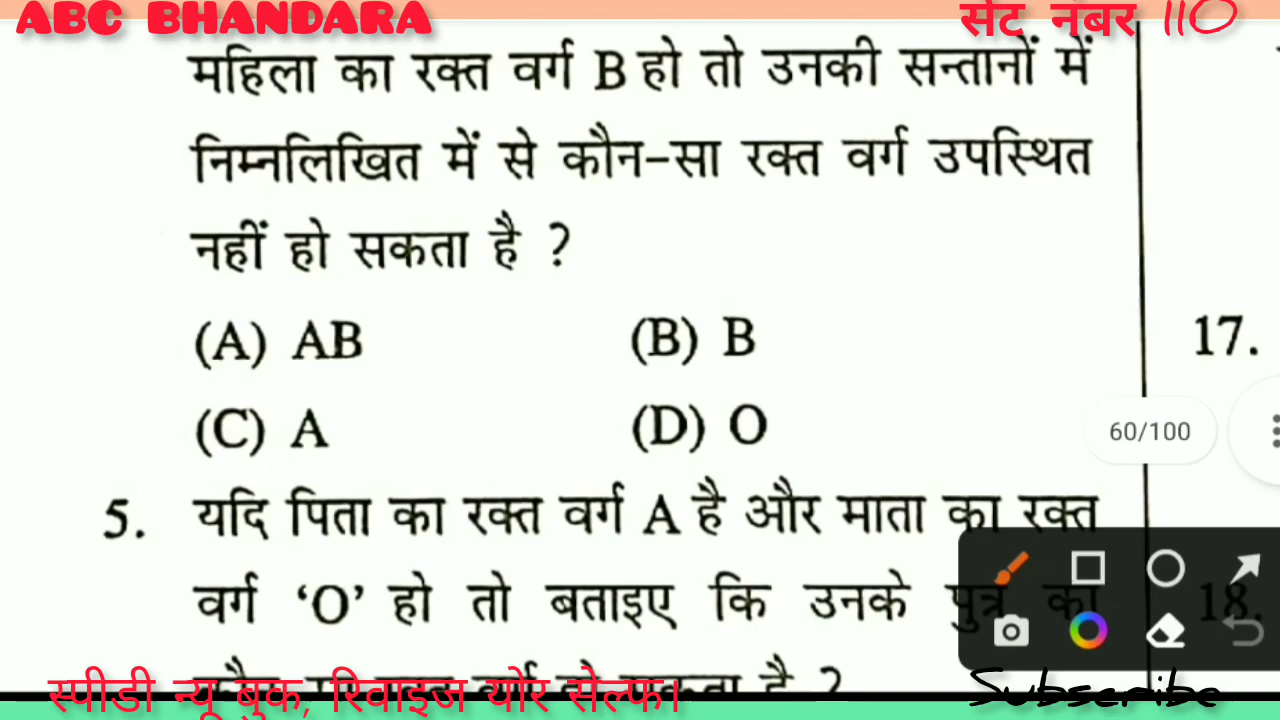 ABC BHANDARA
सेट नंबर 110
महिला का रक्त वर्ग B हो तो उनकी सन्तानों में
निम्नलिखित में से कौन-सा रक्त वर्ग उपस्थित
नहीं हो सकता है ?
(A) AB (B) B
(C) A (D) O
5. यदि पिता का रक्त वर्ग A है और माता का रक्त
वर्ग ‘O’ हो तो बताइए कि उनके पुत्र का
है ?
17.
60/100
18.
स्पीडी न्यू बुक, रिवाइज योर सेल्फ।
Subscribe